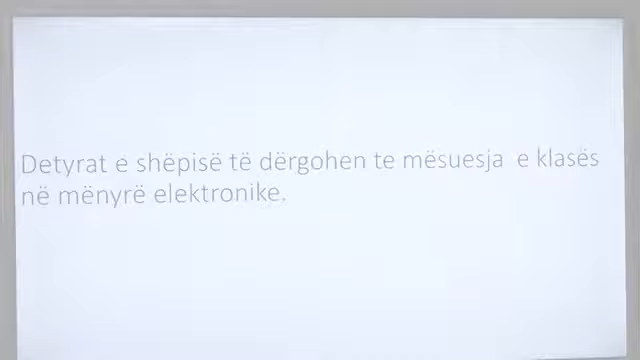 Detyrat e shëpisë të dërgohen te mësuesja e klasës
në mënyrë elektronike.